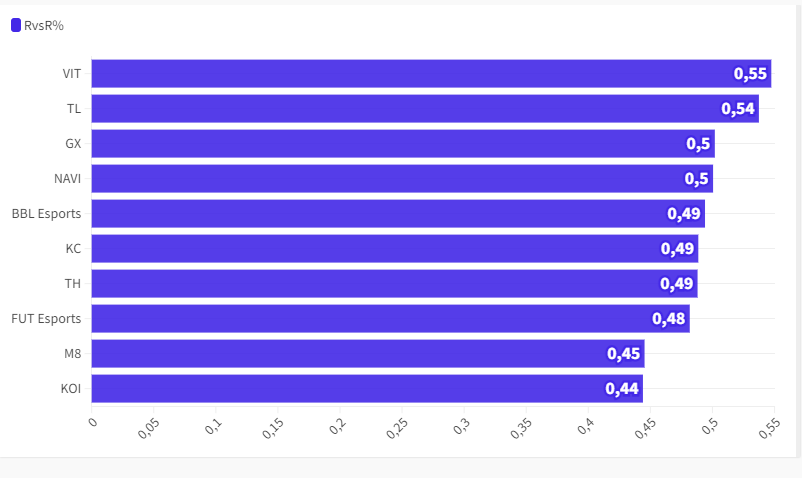 RvsR%
VIT 0,55
TL 0,54
GX 0,5
NAVI 0,5
BBL Esports 0,49
KC 0,49
TH 0,49
FUT Esports 0,48
M8 0,45
KOI 0,44
0 0,05 0,1 0,15 0,2 0,25 0,3 0,35 0,4 0,45 0,5 0,55